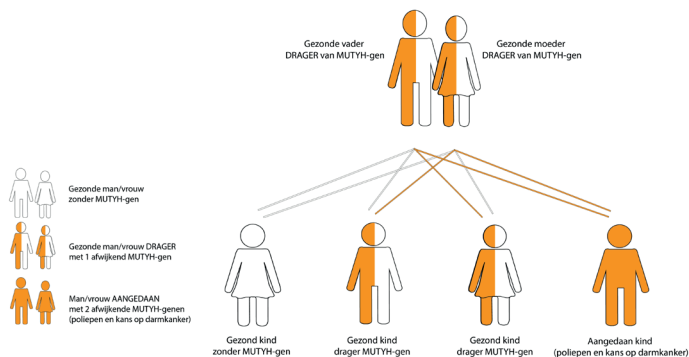 Gezonde vader
DRAGER van MUTYH-gen
Gezonde moeder
DRAGER van MUTYH-gen
Gezonde man/vrouw
zonder MUTYH-gen
Gezonde man/vrouw DRAGER
met 1 afwijkend MUTYH-gen
Man/vrouw AANGEDAAN
met 2 afwijkende MUTYH-genen
(poliepen en kans op darmkanker)
Gezond kind
zonder MUTYH-gen
Gezond kind
drager MUTYH-gen
Gezond kind
drager MUTYH-gen
Aangedaan kind
(poliepen en kans op darmkanker)